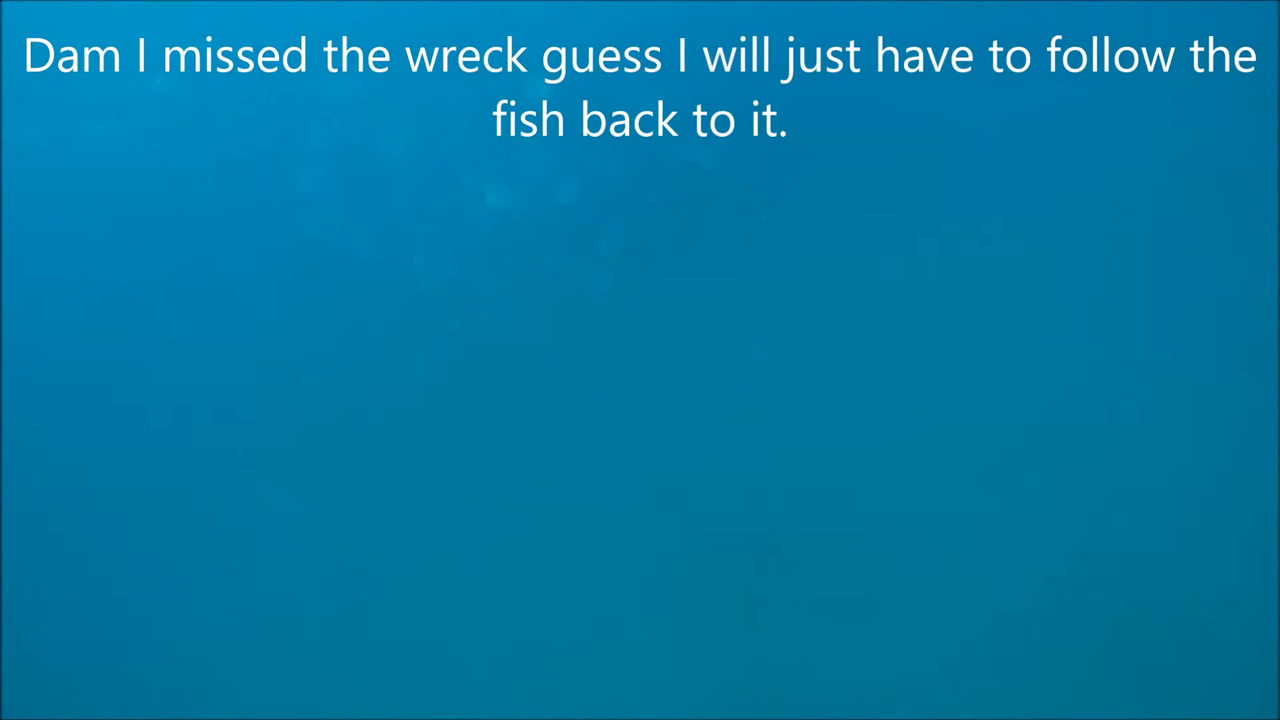 Dam I missed the wreck guess I will just have to follow the
fish back to it.